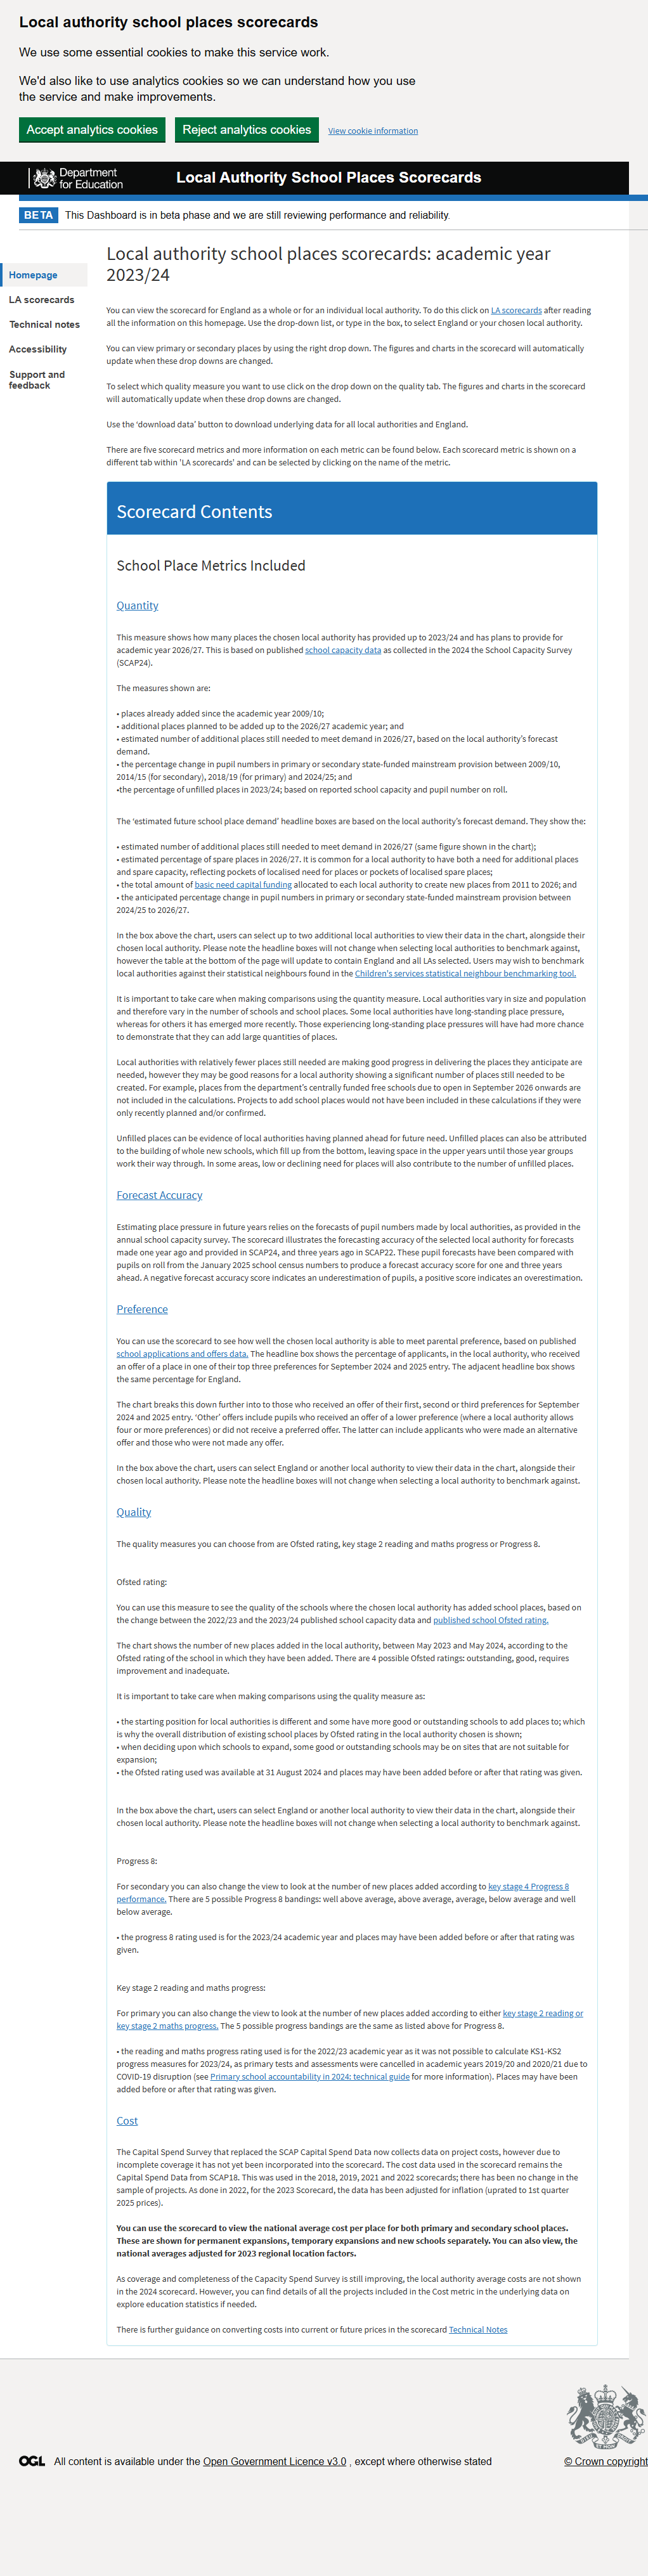 Local authority school places scorecards
We use some essential cookies to make this service work.
We'd also like to use analytics cookies so we can understand how you use
the service and make improvements.
Accept analytics cookies
Reject analytics cookies
View cookie information
Department
for Education
Local Authority School Places Scorecards
BETA
This Dashboard is in beta phase and we are still reviewing performance and reliability.
Homepage
LA scorecards
Technical notes
Accessibility
Support and
feedback
Local authority school places scorecards: academic year
2023/24
You can view the scorecard for England as a whole or for an individual local authority. To do this click on LA scorecards after reading
all the information on this homepage. Use the drop-down list, or type in the box, to select England or your chosen local authority.
You can view primary or secondary places by using the right drop down. The figures and charts in the scorecard will automatically
update when these drop downs are changed.
To select which quality measure you want to use click on the drop down on the quality tab. The figures and charts in the scorecard
will automatically update when these drop downs are changed.
Use the ‘download data’ button to download underlying data for all local authorities and England.
There are five scorecard metrics and more information on each metric can be found below. Each scorecard metric is shown on a
different tab within 'LA scorecards' and can be selected by clicking on the name of the metric.
Scorecard Contents
School Place Metrics Included
Quantity
This measure shows how many places the chosen local authority has provided up to 2023/24 and has plans to provide for
academic year 2026/27. This is based on published school capacity data as collected in the 2024 the School Capacity Survey
(SCAP24).
The measures shown are:
• places already added since the academic year 2009/10;
• additional places planned to be added up to the 2026/27 academic year; and
• estimated number of additional places still needed to meet demand in 2026/27, based on the local authority’s forecast
demand.
• the percentage change in pupil numbers in primary or secondary state-funded mainstream provision between 2009/10,
2014/15 (for secondary), 2018/19 (for primary) and 2024/25; and
•the percentage of unfilled places in 2023/24; based on reported school capacity and pupil number on roll.
The ‘estimated future school place demand’ headline boxes are based on the local authority’s forecast demand. They show the:
• estimated number of additional places still needed to meet demand in 2026/27 (same figure shown in the chart);
• estimated percentage of spare places in 2026/27. It is common for a local authority to have both a need for additional places
and spare capacity, reflecting pockets of localised need for places or pockets of localised spare places;
• the total amount of basic need capital funding allocated to each local authority to create new places from 2011 to 2026; and
• the anticipated percentage change in pupil numbers in primary or secondary state-funded mainstream provision between
2024/25 to 2026/27.
In the box above the chart, users can select up to two additional local authorities to view their data in the chart, alongside their
chosen local authority. Please note the headline boxes will not change when selecting local authorities to benchmark against,
however the table at the bottom of the page will update to contain England and all LAs selected. Users may wish to benchmark
local authorities against their statistical neighbours found in the Children's services statistical neighbour benchmarking tool.
It is important to take care when making comparisons using the quantity measure. Local authorities vary in size and population
and therefore vary in the number of schools and school places. Some local authorities have long-standing place pressure,
whereas for others it has emerged more recently. Those experiencing long-standing place pressures will have had more chance
to demonstrate that they can add large quantities of places.
Local authorities with relatively fewer places still needed are making good progress in delivering the places they anticipate are
needed, however they may be good reasons for a local authority showing a significant number of places still needed to be
created. For example, places from the department’s centrally funded free schools due to open in September 2026 onwards are
not included in the calculations. Projects to add school places would not have been included in these calculations if they were
only recently planned and/or confirmed.
Unfilled places can be evidence of local authorities having planned ahead for future need. Unfilled places can also be attributed
to the building of whole new schools, which fill up from the bottom, leaving space in the upper years until those year groups
work their way through. In some areas, low or declining need for places will also contribute to the number of unfilled places.
Forecast Accuracy
Estimating place pressure in future years relies on the forecasts of pupil numbers made by local authorities, as provided in the
annual school capacity survey. The scorecard illustrates the forecasting accuracy of the selected local authority for forecasts
made one year ago and provided in SCAP24, and three years ago in SCAP22. These pupil forecasts have been compared with
pupils on roll from the January 2025 school census numbers to produce a forecast accuracy score for one and three years
ahead. A negative forecast accuracy score indicates an underestimation of pupils, a positive score indicates an overestimation.
Preference
You can use the scorecard to see how well the chosen local authority is able to meet parental preference, based on published
school applications and offers data. The headline box shows the percentage of applicants, in the local authority, who received
an offer of a place in one of their top three preferences for September 2024 and 2025 entry. The adjacent headline box shows
the same percentage for England.
The chart breaks this down further into to those who received an offer of their first, second or third preferences for September
2024 and 2025 entry. ‘Other’ offers include pupils who received an offer of a lower preference (where a local authority allows
four or more preferences) or did not receive a preferred offer. The latter can include applicants who were made an alternative
offer and those who were not made any offer.
In the box above the chart, users can select England or another local authority to view their data in the chart, alongside their
chosen local authority. Please note the headline boxes will not change when selecting a local authority to benchmark against.
Quality
The quality measures you can choose from are Ofsted rating, key stage 2 reading and maths progress or Progress 8.
Ofsted rating:
You can use this measure to see the quality of the schools where the chosen local authority has added school places, based on
the change between the 2022/23 and the 2023/24 published school capacity data and published school Ofsted rating.
The chart shows the number of new places added in the local authority, between May 2023 and May 2024, according to the
Ofsted rating of the school in which they have been added. There are 4 possible Ofsted ratings: outstanding, good, requires
improvement and inadequate.
It is important to take care when making comparisons using the quality measure as:
• the starting position for local authorities is different and some have more good or outstanding schools to add places to; which
is why the overall distribution of existing school places by Ofsted rating in the local authority chosen is shown;
• when deciding upon which schools to expand, some good or outstanding schools may be on sites that are not suitable for
expansion;
• the Ofsted rating used was available at 31 August 2024 and places may have been added before or after that rating was given.
In the box above the chart, users can select England or another local authority to view their data in the chart, alongside their
chosen local authority. Please note the headline boxes will not change when selecting a local authority to benchmark against.
Progress 8:
For secondary you can also change the view to look at the number of new places added according to key stage 4 Progress 8
performance. There are 5 possible Progress 8 bandings: well above average, above average, average, below average and well
below average.
• the progress 8 rating used is for the 2023/24 academic year and places may have been added before or after that rating was
given.
Key stage 2 reading and maths progress:
For primary you can also change the view to look at the number of new places added according to either key stage 2 reading or
key stage 2 maths progress. The 5 possible progress bandings are the same as listed above for Progress 8.
• the reading and maths progress rating used is for the 2022/23 academic year as it was not possible to calculate KS1-KS2
progress measures for 2023/24, as primary tests and assessments were cancelled in academic years 2019/20 and 2020/21 due to
COVID-19 disruption (see Primary school accountability in 2024: technical guide for more information). Places may have been
added before or after that rating was given.
Cost
The Capital Spend Survey that replaced the SCAP Capital Spend Data now collects data on project costs, however due to
incomplete coverage it has not yet been incorporated into the scorecard. The cost data used in the scorecard remains the
Capital Spend Data from SCAP18. This was used in the 2018, 2019, 2021 and 2022 scorecards; there has been no change in the
sample of projects. As done in 2022, for the 2023 Scorecard, the data has been adjusted for inflation (uprated to 1st quarter
2025 prices).
You can use the scorecard to view the national average cost per place for both primary and secondary school places.
These are shown for permanent expansions, temporary expansions and new schools separately. You can also view, the
national averages adjusted for 2023 regional location factors.
As coverage and completeness of the Capacity Spend Survey is still improving, the local authority average costs are not shown
in the 2024 scorecard. However, you can find details of all the projects included in the Cost metric in the underlying data on
explore education statistics if needed.
There is further guidance on converting costs into current or future prices in the scorecard Technical Notes
OGL
All content is available under the Open Government Licence v3.0 , except where otherwise stated
© Crown copyright